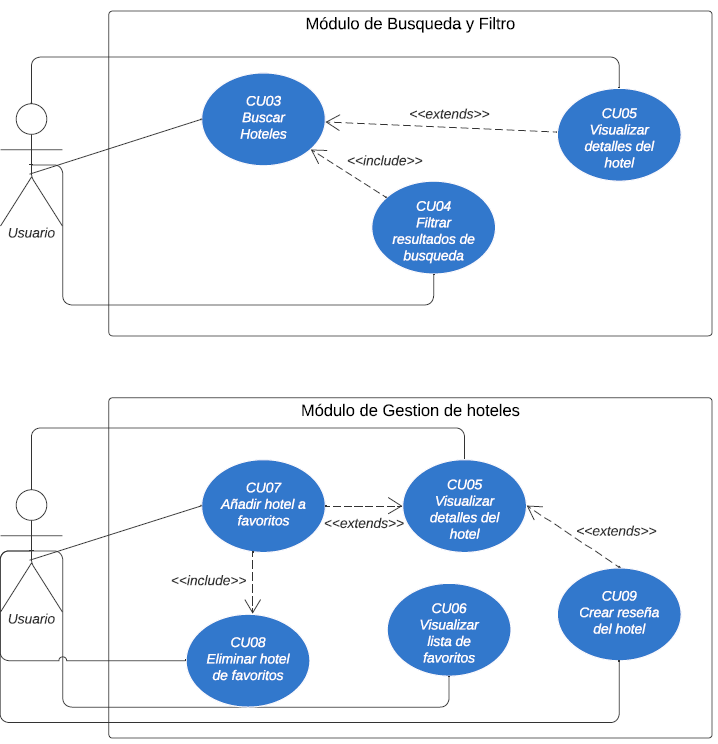 Módulo de Busqueda y Filtro
CU03
Buscar
Hoteles
<<extends>>
CU05
Visualizar
detalles del
hotel
<<include>>
CU04
Filtrar
resultados de
busqueda
Usuario
Módulo de Gestion de hoteles
CU07
Añadir hotel a
favoritos
<<extends>>
CU05
Visualizar
detalles del
hotel
<<extends>>
<<include>>
CU09
Crear reseña
del hotel
CU06
Visualizar
lista de
favoritos
Usuario
CU08
Eliminar hotel
de favoritos